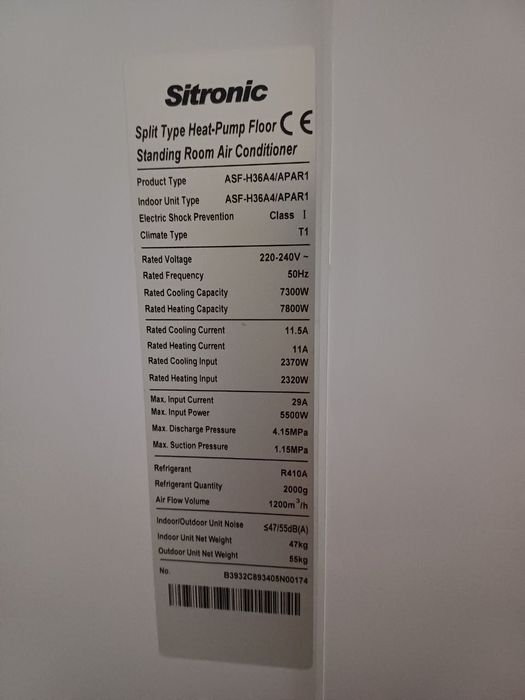 Sitronic
Split Type Heat-Pump Floor CE
Standing Room Air Conditioner
Product Type ASF-H36A4/APAR1
Indoor Unit Type ASF-H36A4/APAR1
Electric Shock Prevention Class I
Climate Type T1
Rated Voltage 220-240V ~
Rated Frequency 50Hz
Rated Cooling Capacity 7300W
Rated Heating Capacity 7800W
Rated Cooling Current 11.5A
Rated Heating Current 11A
Rated Cooling Input 2370W
Rated Heating Input 2320W
Max. Input Current 29A
Max. Input Power 5500W
Max. Discharge Pressure 4.15MPa
Max. Suction Pressure 1.15MPa
Refrigerant R410A
Refrigerant Quantity 2000g
Air Flow Volume 1200m³/h
Indoor/Outdoor Unit Noise ≤47/55dB(A)
Indoor Unit Net Weight 47kg
Outdoor Unit Net Weight 55kg
No. B3932C893405N00174